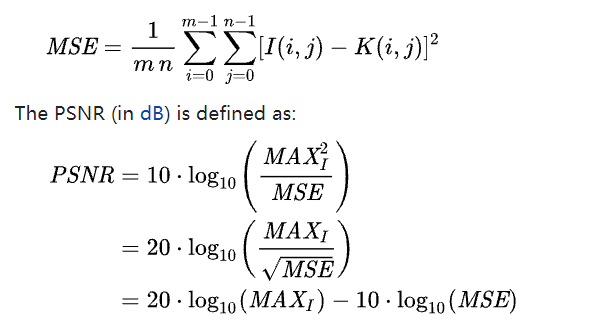 MSE = \frac{1}{m\,n} \sum_{i=0}^{m-1} \sum_{j=0}^{n-1} [I(i,j) - K(i,j)]^2
The PSNR (in dB) is defined as:
PSNR = 10 \cdot \log_{10} \left( \frac{MAX_I^2}{MSE} \right)
= 20 \cdot \log_{10} \left( \frac{MAX_I}{\sqrt{MSE}} \right)
= 20 \cdot \log_{10}(MAX_I) - 10 \cdot \log_{10}(MSE)